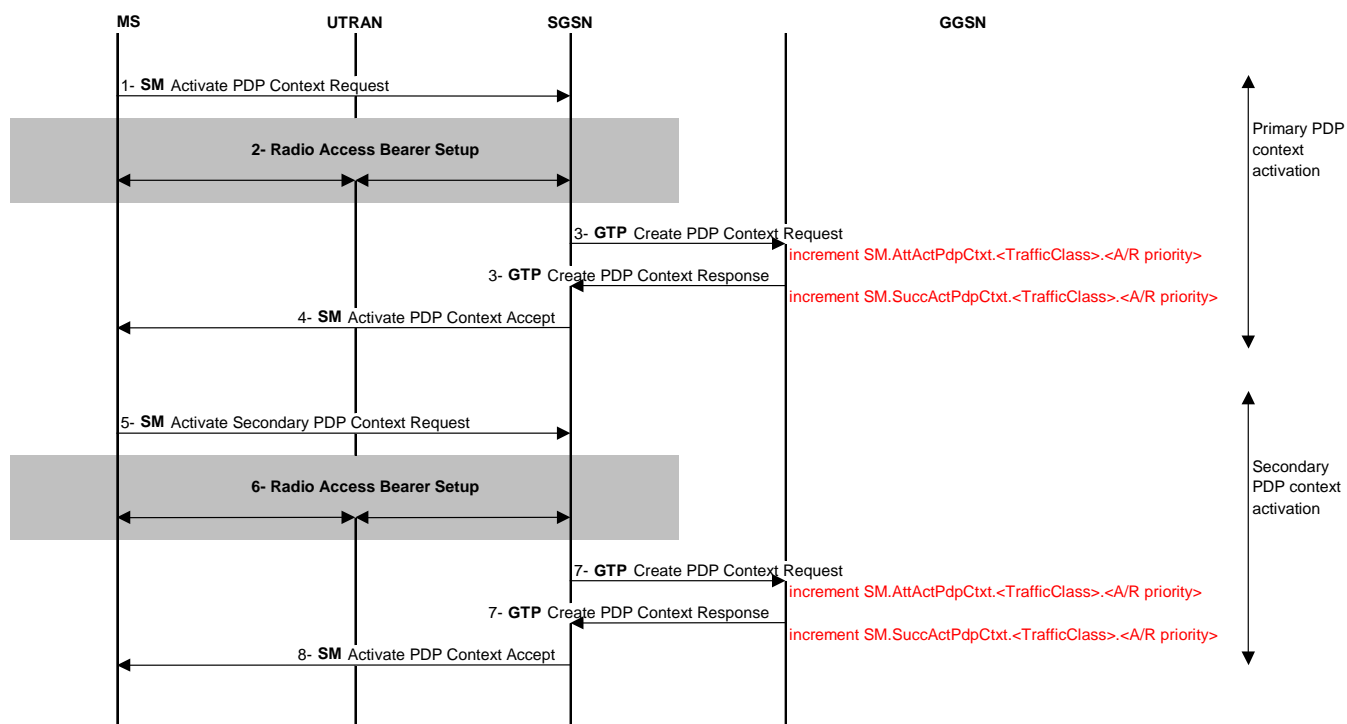 MS UTRAN SGSN GGSN
1- SM Activate PDP Context Request
2- Radio Access Bearer Setup
Primary PDP
context
activation
3- GTP Create PDP Context Request
increment SM.AttActPdpCtxt.<TrafficClass>.<A/R priority>
3- GTP Create PDP Context Response
increment SM.SuccActPdpCtxt.<TrafficClass>.<A/R priority>
4- SM Activate PDP Context Accept
5- SM Activate Secondary PDP Context Request
6- Radio Access Bearer Setup
Secondary
PDP context
activation
7- GTP Create PDP Context Request
increment SM.AttActPdpCtxt.<TrafficClass>.<A/R priority>
7- GTP Create PDP Context Response
increment SM.SuccActPdpCtxt.<TrafficClass>.<A/R priority>
8- SM Activate PDP Context Accept